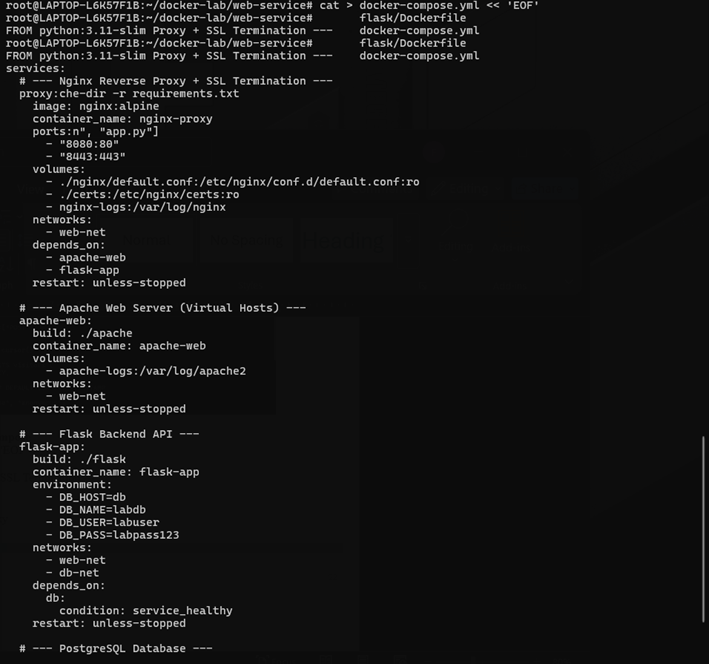 root@LAPTOP-L6K57F1B:~/docker-lab/web-service# cat > docker-compose.yml << 'EOF'
root@LAPTOP-L6K57F1B:~/docker-lab/web-service#       flask/Dockerfile
FROM python:3.11-slim Proxy + SSL Termination ---    docker-compose.yml
root@LAPTOP-L6K57F1B:~/docker-lab/web-service#       flask/Dockerfile
FROM python:3.11-slim Proxy + SSL Termination ---    docker-compose.yml
services:
  # --- Nginx Reverse Proxy + SSL Termination ---
  proxy:che-dir -r requirements.txt
    image: nginx:alpine
    container_name: nginx-proxy
    ports:n", "app.py"]
      - "8080:80"
      - "8443:443"
    volumes:
      - ./nginx/default.conf:/etc/nginx/conf.d/default.conf:ro
      - ./certs:/etc/nginx/certs:ro
      - nginx-logs:/var/log/nginx
    networks:
      - web-net
    depends_on:
      - apache-web
      - flask-app
    restart: unless-stopped

  # --- Apache Web Server (Virtual Hosts) ---
  apache-web:
    build: ./apache
    container_name: apache-web
    volumes:
      - apache-logs:/var/log/apache2
    networks:
      - web-net
    restart: unless-stopped

  # --- Flask Backend API ---
  flask-app:
    build: ./flask
    container_name: flask-app
    environment:
      - DB_HOST=db
      - DB_NAME=labdb
      - DB_USER=labuser
      - DB_PASS=labpass123
    networks:
      - web-net
      - db-net
    depends_on:
      db:
        condition: service_healthy
    restart: unless-stopped

  # --- PostgreSQL Database ---